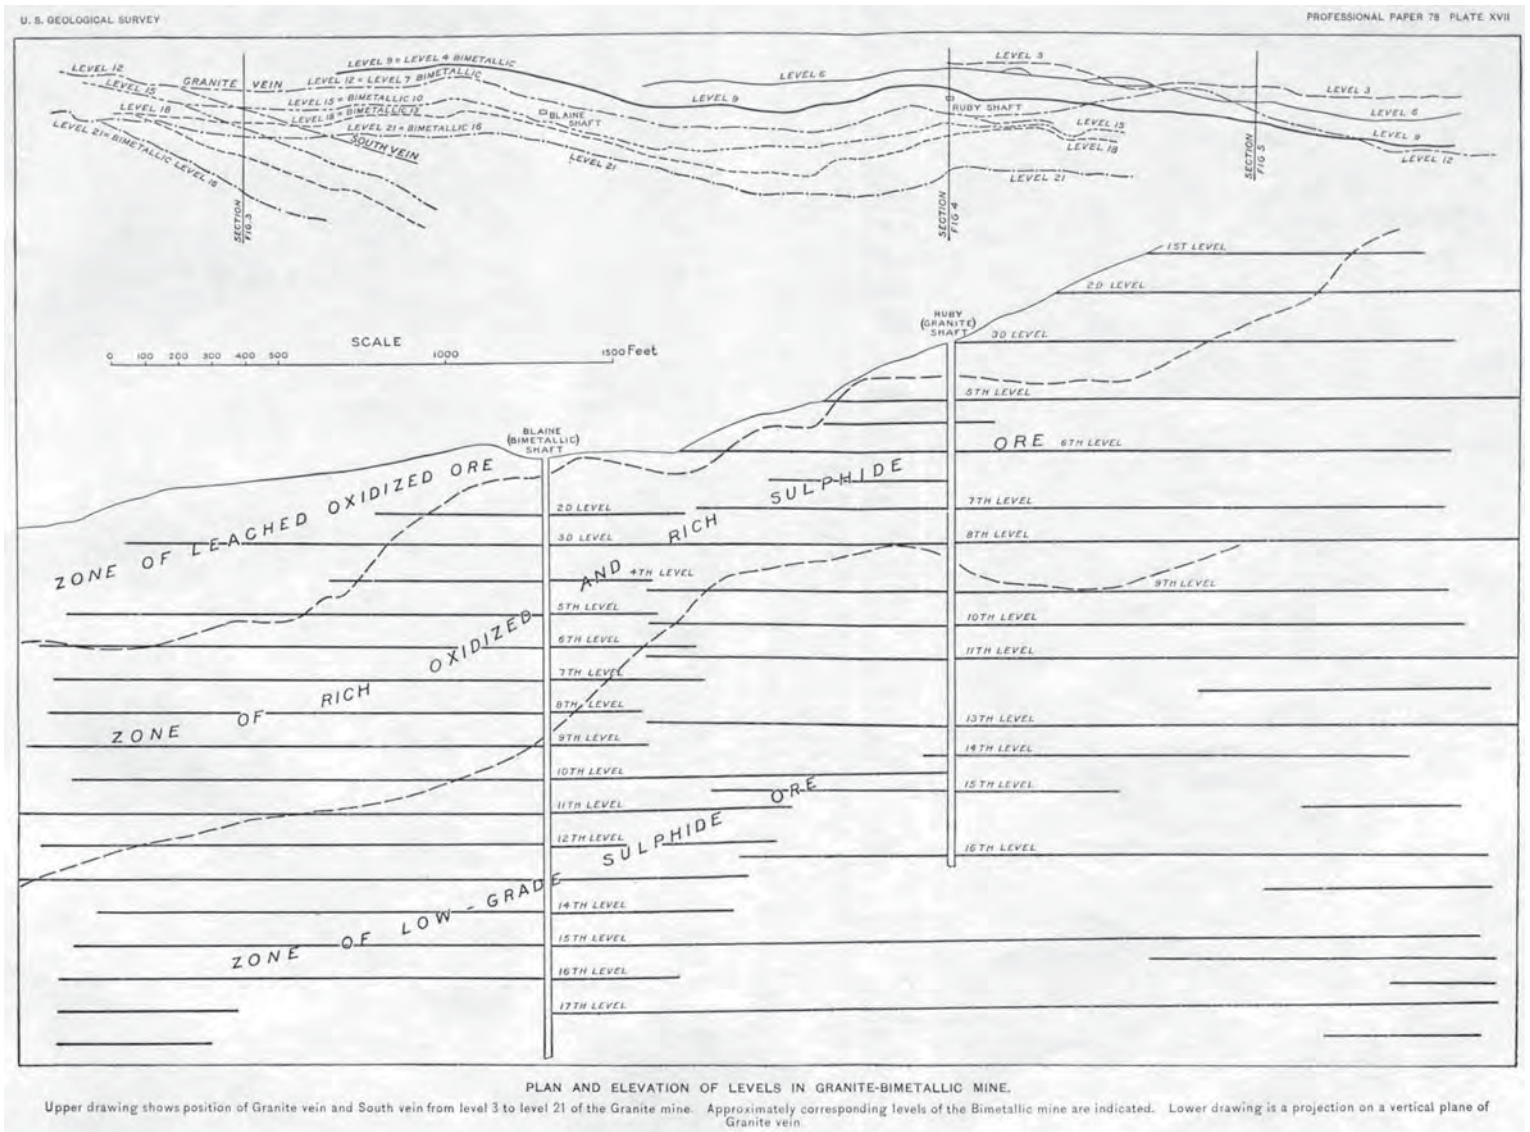 U. S. GEOLOGICAL SURVEY
PROFESSIONAL PAPER 78 PLATE XVII
LEVEL 12
LEVEL 15
LEVEL 18
LEVEL 21 = BIMETALLIC LEVEL 16
GRANITE VEIN
LEVEL 9 = LEVEL 4 BIMETALLIC
LEVEL 12 = LEVEL 7 BIMETALLIC
LEVEL 15 = BIMETALLIC 10
LEVEL 18 = BIMETALLIC 13
LEVEL 21 = BIMETALLIC 16
SOUTH VEIN
BLAINE
SHAFT
LEVEL 21
LEVEL 6
LEVEL 9
LEVEL 3
RUBY SHAFT
LEVEL 15
LEVEL 18
LEVEL 21
LEVEL 3
LEVEL 6
LEVEL 9
LEVEL 12
SECTION
FIG. 3
SECTION
FIG 4
SECTION
FIG 5
SCALE
0 100 200 300 400 500 1000 1500 Feet
1ST LEVEL
2D LEVEL
RUBY
(GRANITE)
SHAFT
3D LEVEL
5TH LEVEL
ORE
6TH LEVEL
7TH LEVEL
8TH LEVEL
9TH LEVEL
10TH LEVEL
11TH LEVEL
13TH LEVEL
14TH LEVEL
15TH LEVEL
16TH LEVEL
BLAINE
(BIMETALLIC)
SHAFT
2D LEVEL
3D LEVEL
4TH LEVEL
5TH LEVEL
6TH LEVEL
7TH LEVEL
8TH LEVEL
9TH LEVEL
10TH LEVEL
11TH LEVEL
12TH LEVEL
14TH LEVEL
15TH LEVEL
16TH LEVEL
17TH LEVEL
ZONE OF LEACHED OXIDIZED ORE
ZONE OF RICH OXIDIZED AND RICH SULPHIDE
ZONE OF LOW-GRADE SULPHIDE ORE
PLAN AND ELEVATION OF LEVELS IN GRANITE-BIMETALLIC MINE.
Upper drawing shows position of Granite vein and South vein from level 3 to level 21 of the Granite mine. Approximately corresponding levels of the Bimetallic mine are indicated. Lower drawing is a projection on a vertical plane of
Granite vein